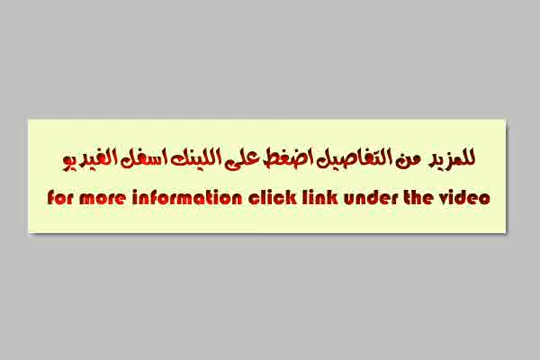 للمزيد من التفاصيل اضغط على اللينك اسفل الفيديو
for more information click link under the video